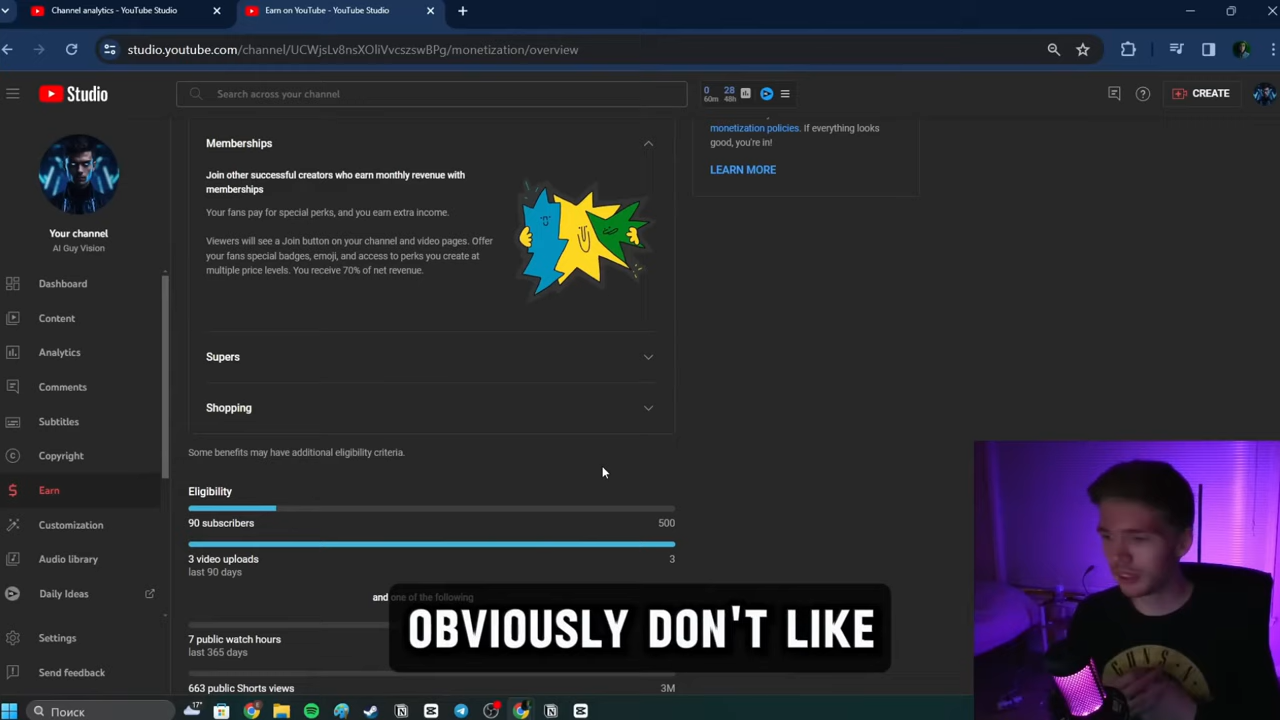 Channel analytics - YouTube Studio
Earn on YouTube - YouTube Studio
studio.youtube.com/channel/UCWjsLv8nsXOliVvcszswBPg/monetization/overview
Studio
Search across your channel
0 28
60m 48h
CREATE
Your channel
AI Guy Vision
Dashboard
Content
Analytics
Comments
Subtitles
Copyright
Earn
Customization
Audio library
Daily Ideas
Settings
Send feedback
Memberships
Join other successful creators who earn monthly revenue with
memberships
Your fans pay for special perks, and you earn extra income.
Viewers will see a Join button on your channel and video pages. Offer
your fans special badges, emoji, and access to perks you create at
multiple price levels. You receive 70% of net revenue.
Supers
Shopping
Some benefits may have additional eligibility criteria.
Eligibility
90 subscribers 500
3 video uploads 3
last 90 days
and one of the following
7 public watch hours
last 365 days
663 public Shorts views 3M
monetization policies. If everything looks
good, you're in!
LEARN MORE
OBVIOUSLY DON'T LIKE
GUNS
Поиск
17°